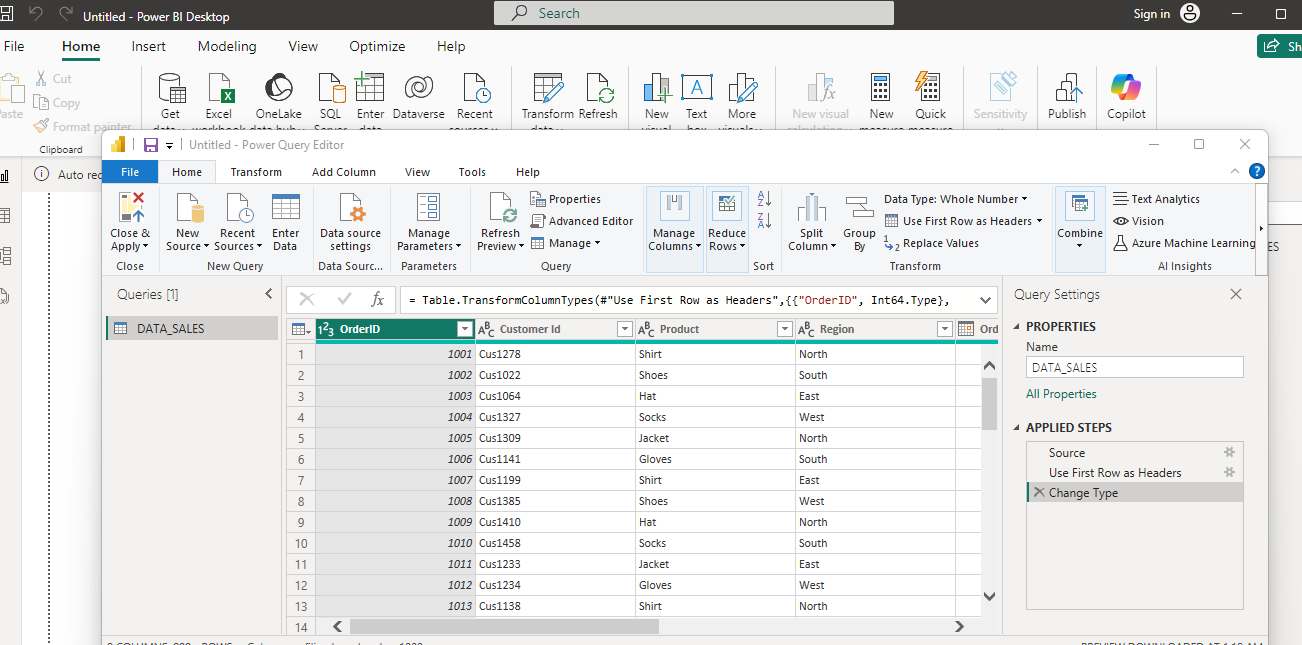 Untitled - Power BI Desktop
Search
Sign in
File Home Insert Modeling View Optimize Help
Sh
Cut
Copy
Paste
Format painter
Clipboard
Get data
Excel workbook
OneLake data hub
SQL Server
Enter data
Dataverse
Recent sources
Transform data
Refresh
New visual
Text box
More visuals
New visual calculation
New measure
Quick measure
Sensitivity
Publish
Copilot
Auto rec
Untitled - Power Query Editor
File Home Transform Add Column View Tools Help
Close & Apply
Close
New Source
Recent Sources
Enter Data
New Query
Data source settings
Data Sourc...
Manage Parameters
Parameters
Refresh Preview
Properties
Advanced Editor
Manage
Query
Manage Columns
Reduce Rows
Sort
Split Column
Group By
Data Type: Whole Number
Use First Row as Headers
Replace Values
Transform
Combine
Text Analytics
Vision
Azure Machine Learning
AI Insights
ES
Queries [1]
DATA_SALES
fx
= Table.TransformColumnTypes(#"Use First Row as Headers",{{"OrderID", Int64.Type},
123 OrderID ABC Customer Id ABC Product ABC Region Ord
1 1001 Cus1278 Shirt North
2 1002 Cus1022 Shoes South
3 1003 Cus1064 Hat East
4 1004 Cus1327 Socks West
5 1005 Cus1309 Jacket North
6 1006 Cus1141 Gloves South
7 1007 Cus1199 Shirt East
8 1008 Cus1385 Shoes West
9 1009 Cus1410 Hat North
10 1010 Cus1458 Socks South
11 1011 Cus1233 Jacket East
12 1012 Cus1234 Gloves West
13 1013 Cus1138 Shirt North
14
Query Settings
PROPERTIES
Name
DATA_SALES
All Properties
APPLIED STEPS
Source
Use First Row as Headers
Change Type
PREVIEW DOWNLOADED AT